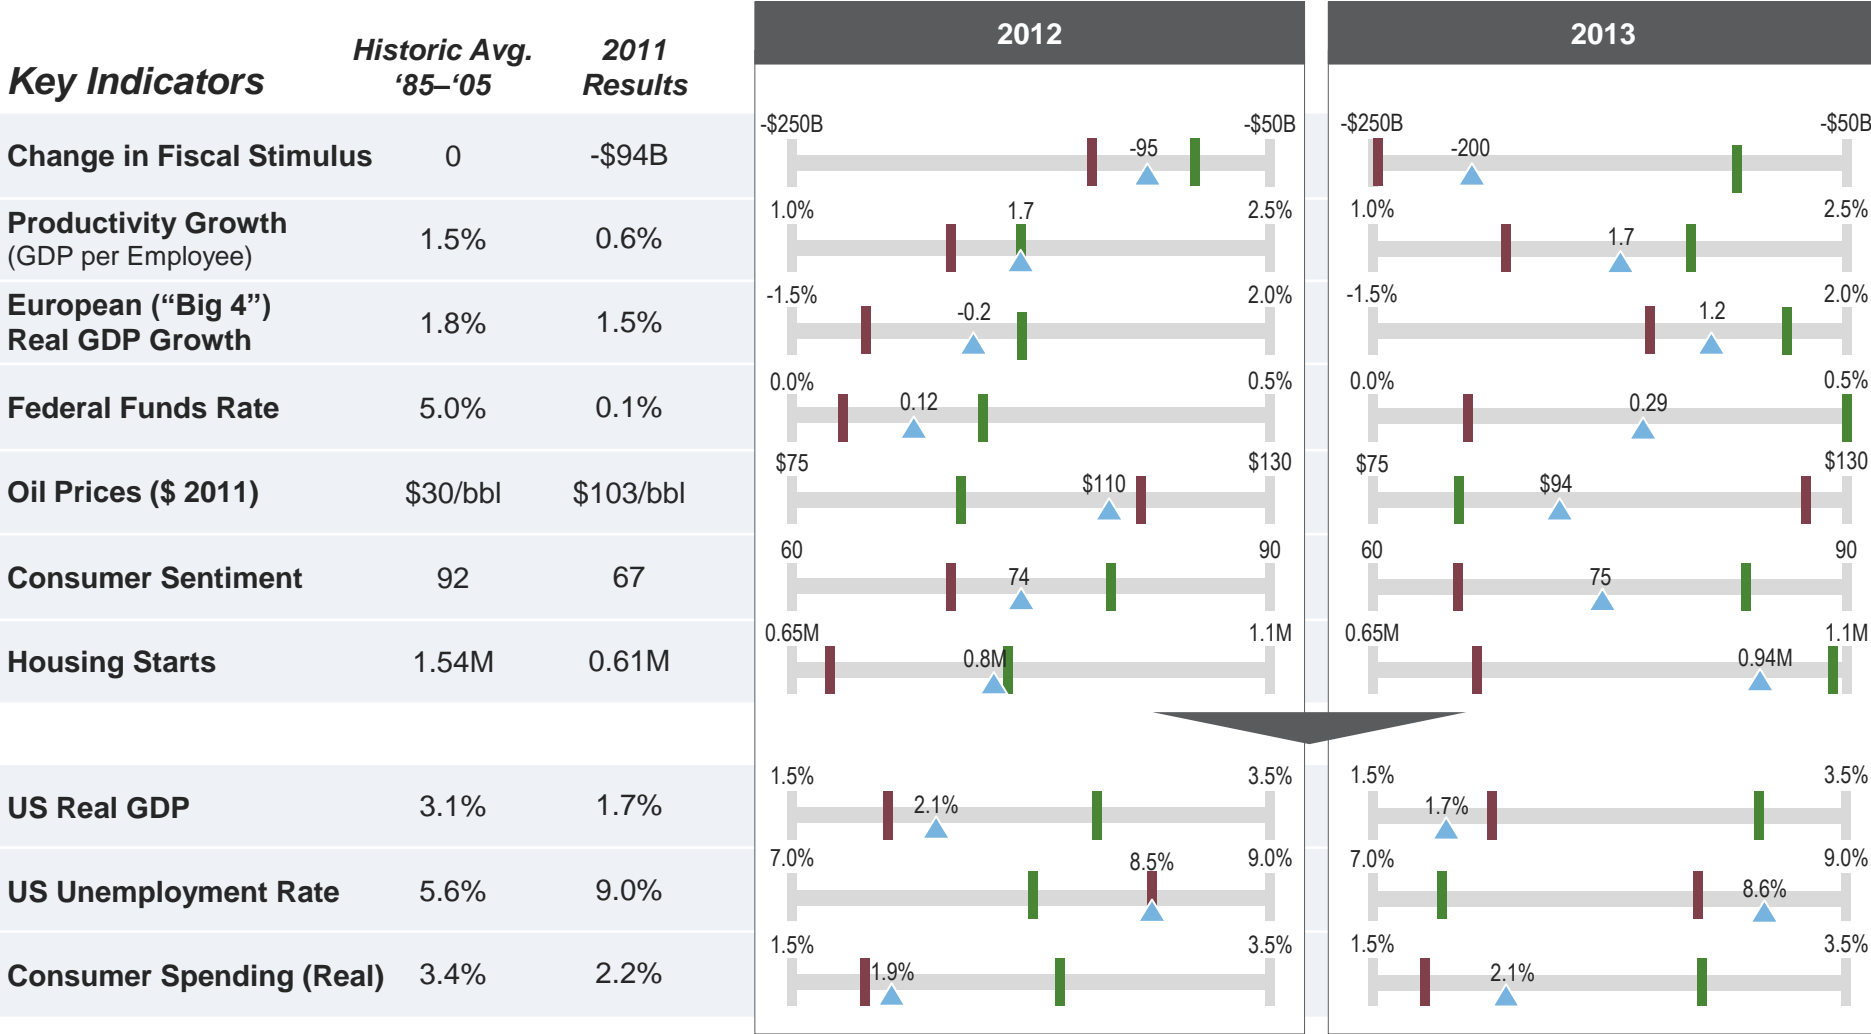 2012
2013
Key Indicators
Historic Avg.
‘85–‘05
2011
Results
-$250B
-$50B
-$250B
-$50B
Change in Fiscal Stimulus
0
-$94B
-95
-200
1.0%
2.5%
1.0%
2.5%
Productivity Growth
(GDP per Employee)
1.5%
0.6%
1.7
1.7
-1.5%
2.0%
-1.5%
2.0%
European (“Big 4”)
Real GDP Growth
1.8%
1.5%
-0.2
1.2
0.0%
0.5%
0.0%
0.5%
Federal Funds Rate
5.0%
0.1%
0.12
0.29
$75
$130
$75
$130
Oil Prices ($ 2011)
$30/bbl
$103/bbl
$110
$94
60
90
60
90
Consumer Sentiment
92
67
74
75
0.65M
1.1M
0.65M
1.1M
Housing Starts
1.54M
0.61M
0.8M
0.94M
1.5%
3.5%
1.5%
3.5%
US Real GDP
3.1%
1.7%
2.1%
1.7%
7.0%
9.0%
7.0%
9.0%
US Unemployment Rate
5.6%
9.0%
8.5%
8.6%
1.5%
3.5%
1.5%
3.5%
Consumer Spending (Real)
3.4%
2.2%
1.9%
2.1%